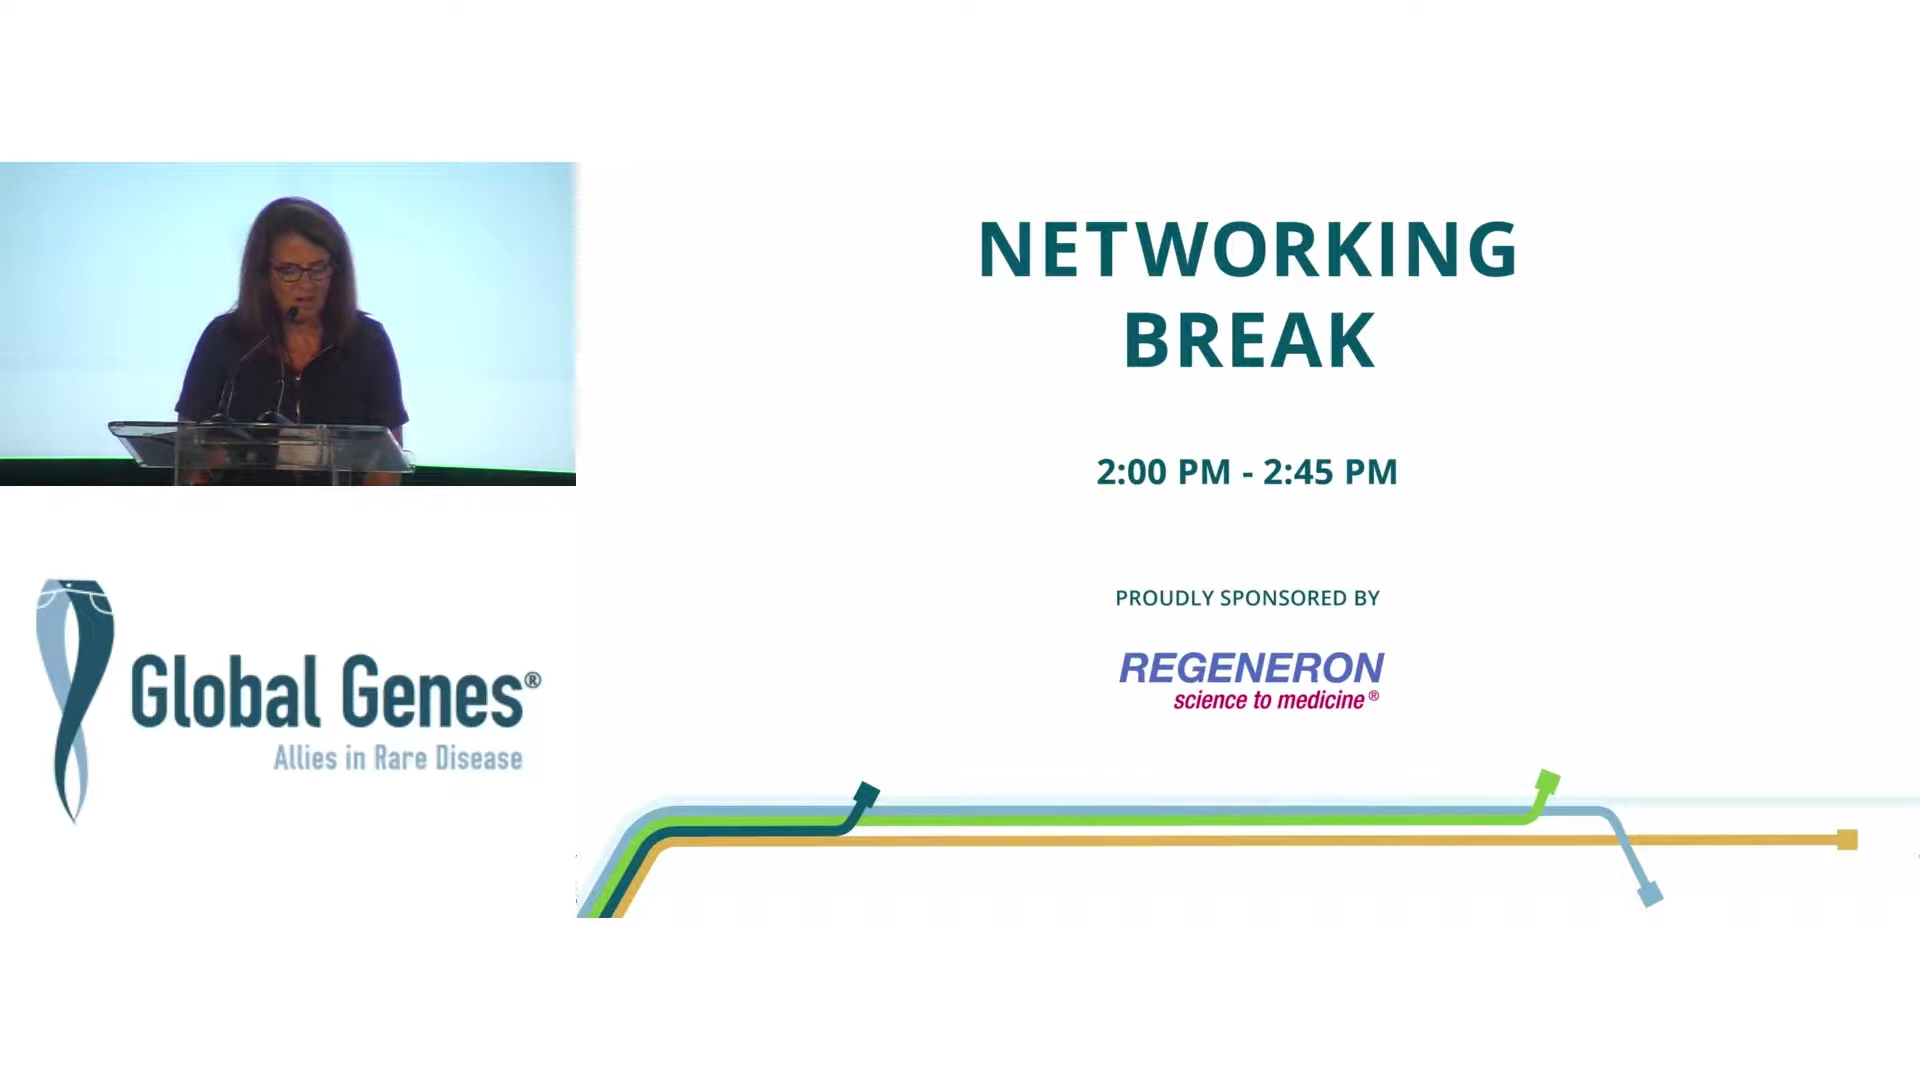 NETWORKING
BREAK
2:00 PM - 2:45 PM
PROUDLY SPONSORED BY
REGENERON
science to medicine®
Global Genes®
Allies in Rare Disease